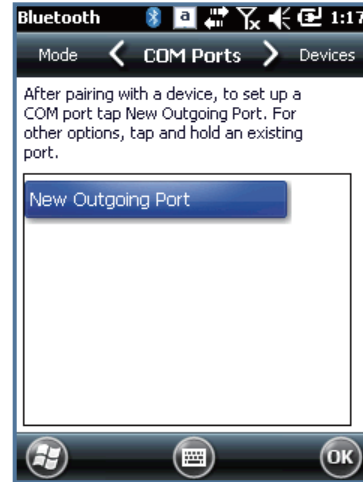 Bluetooth a 1:17
Mode COM Ports Devices
After pairing with a device, to set up a
COM port tap New Outgoing Port. For
other options, tap and hold an existing
port.
New Outgoing Port
OK